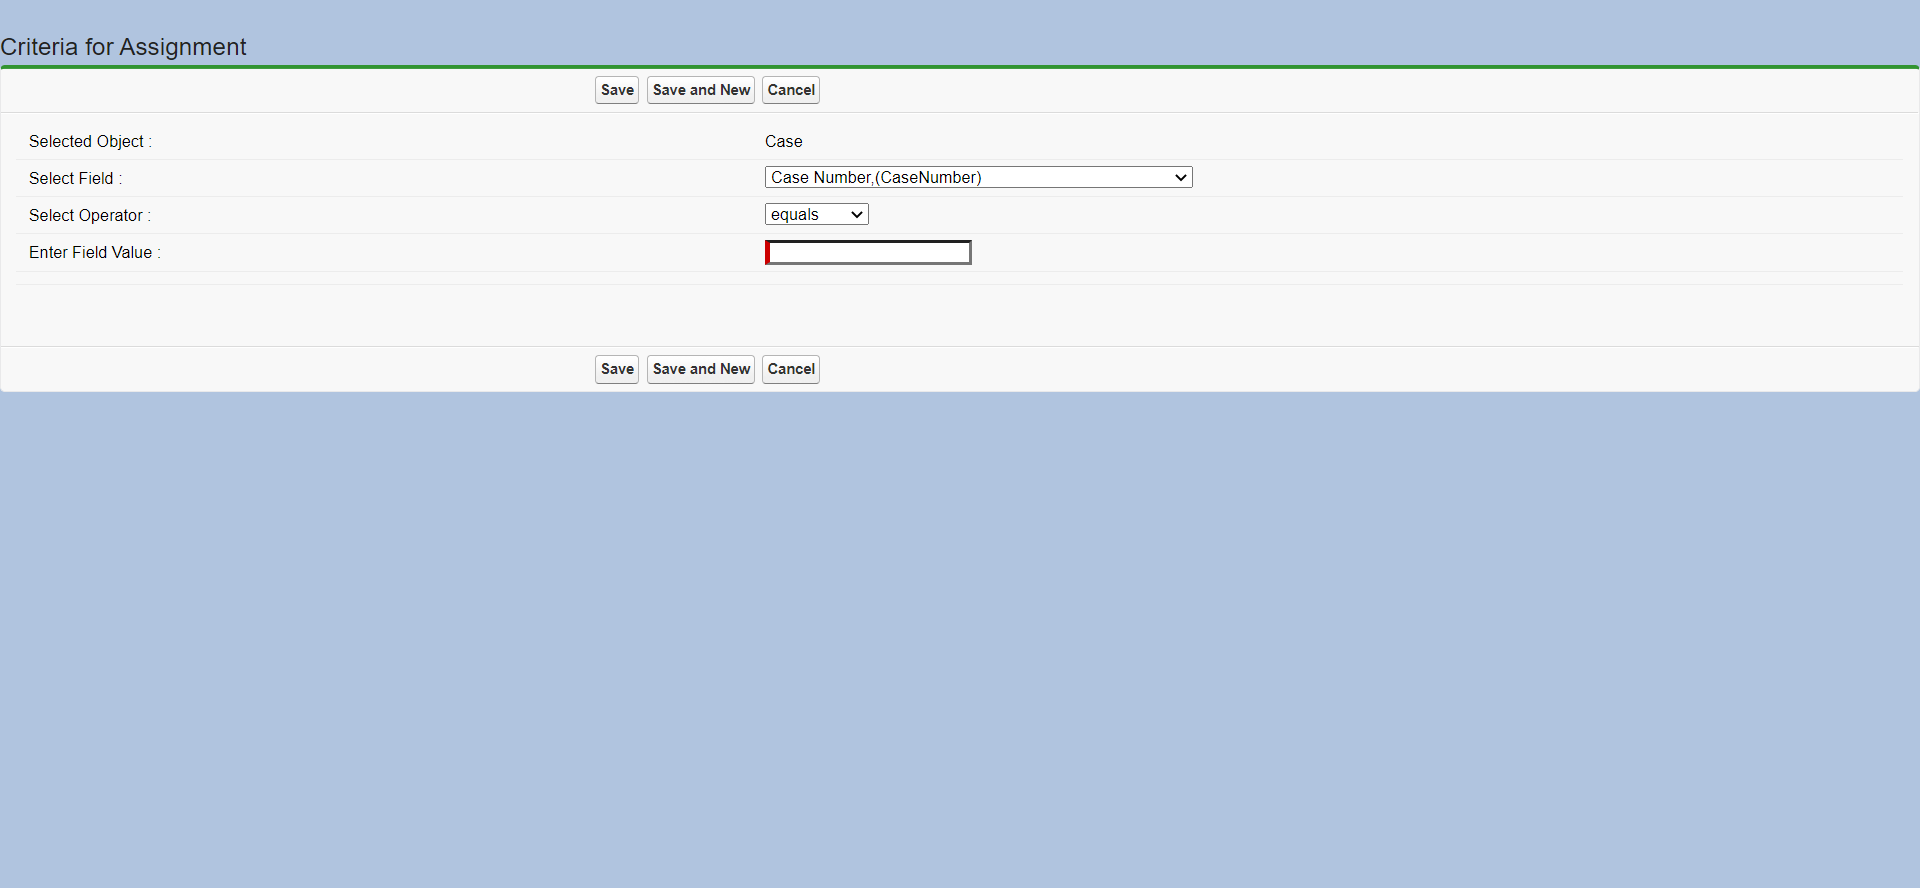 Criteria for Assignment
Save Save and New Cancel
Selected Object : Case
Select Field : Case Number,(CaseNumber)
Select Operator : equals
Enter Field Value :
Save Save and New Cancel